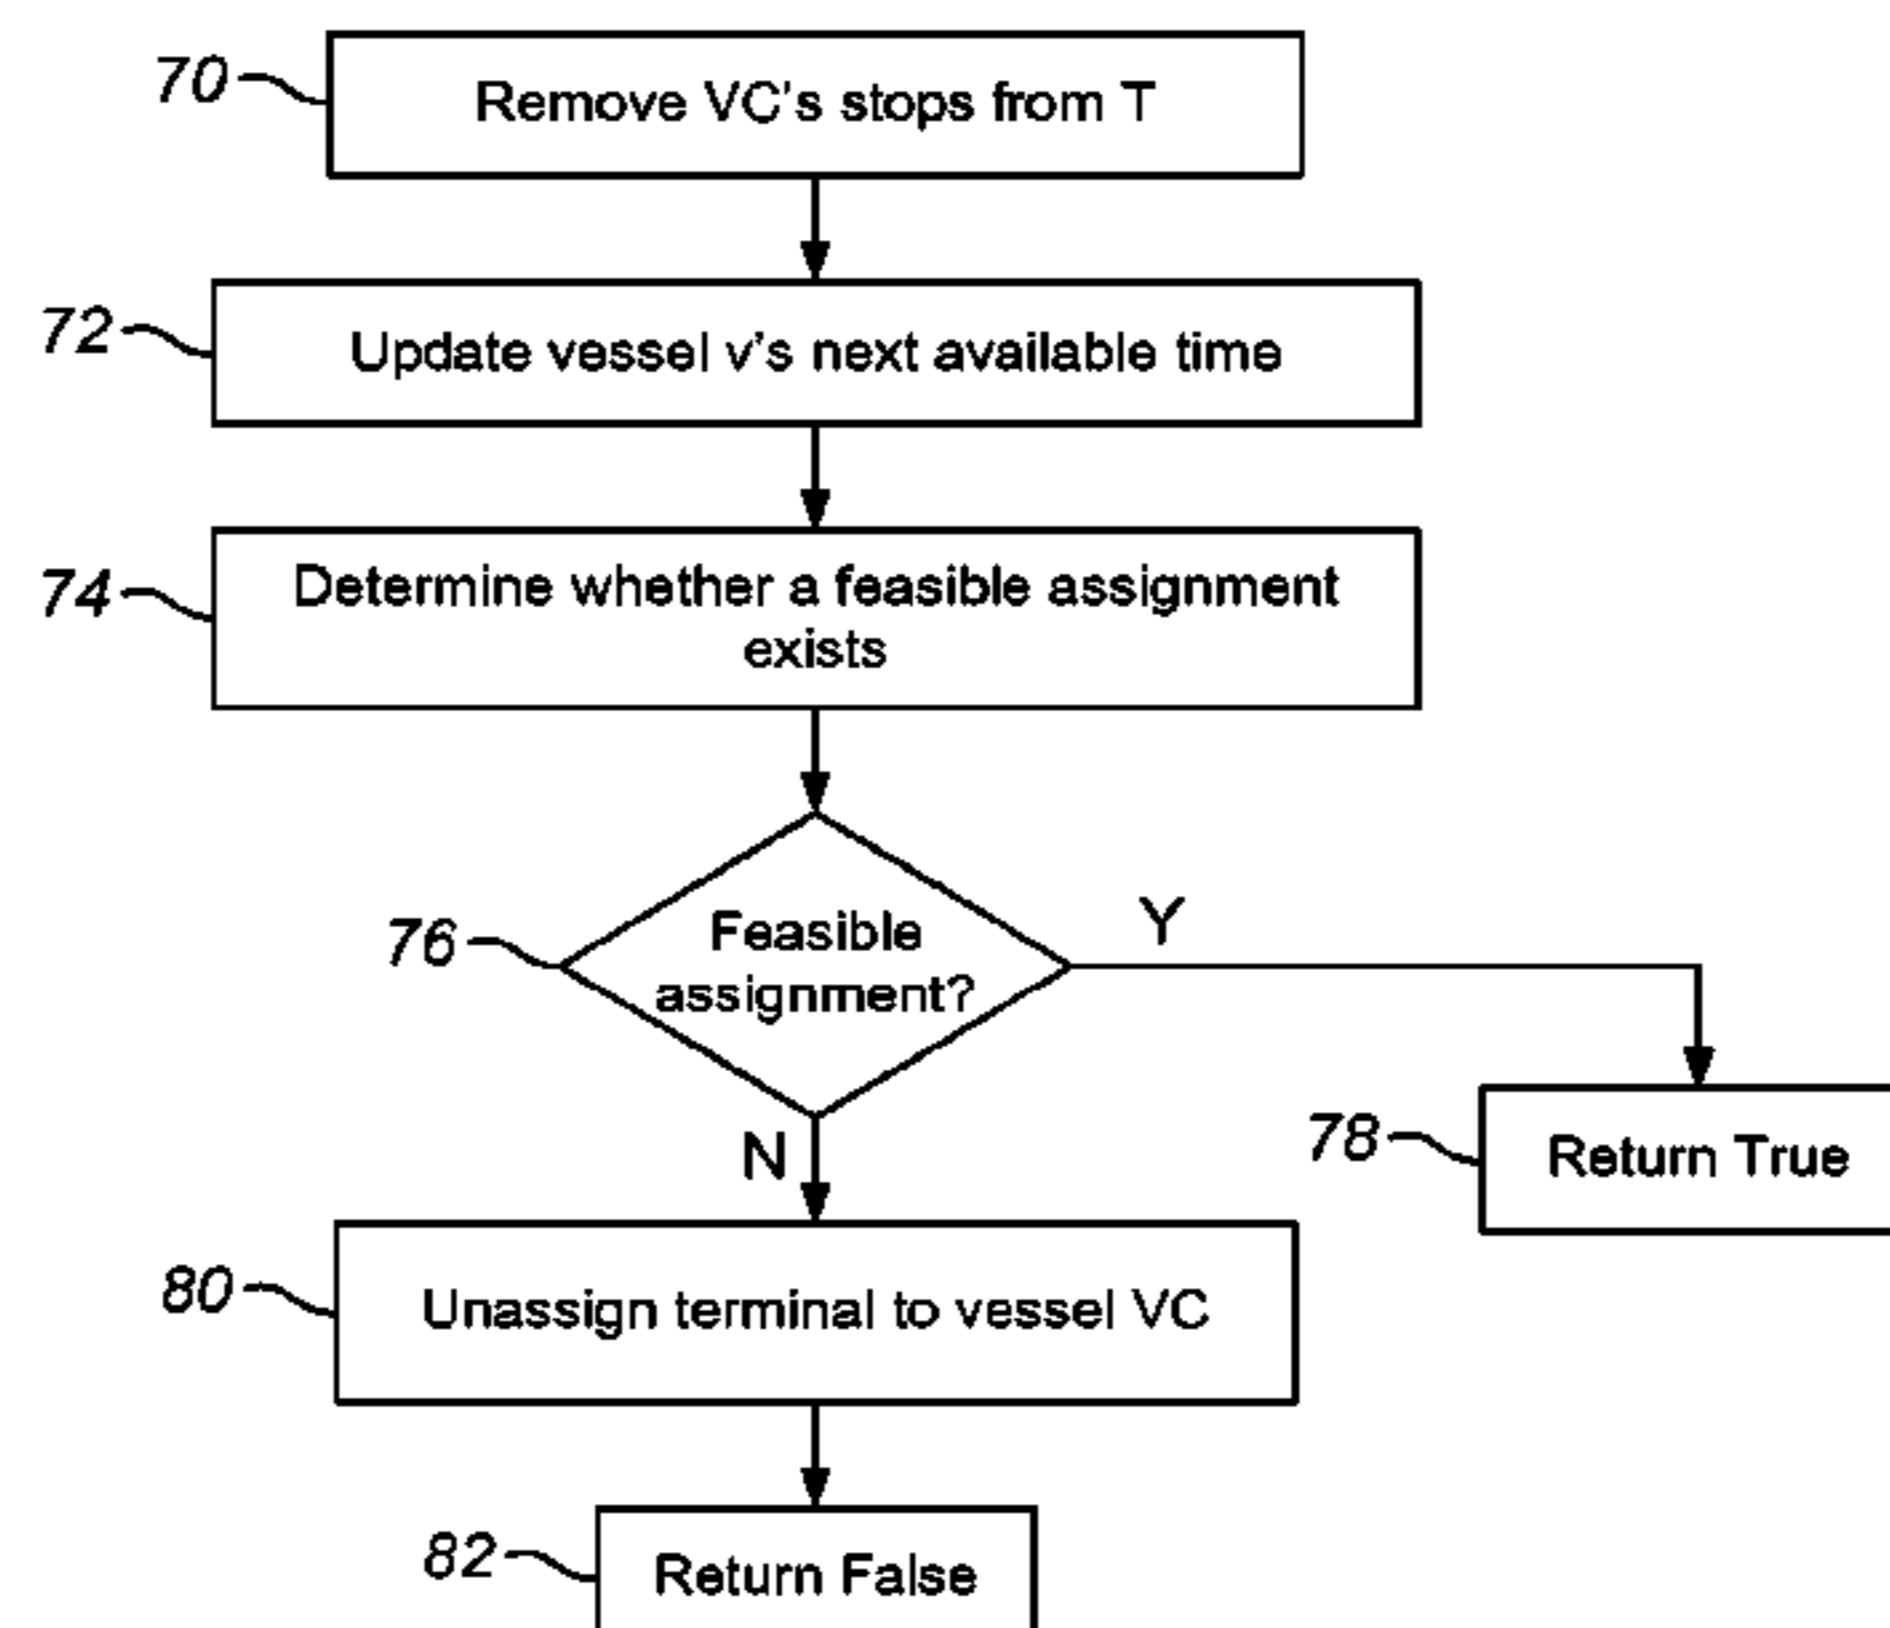 70
Remove VC's stops from T
72
Update vessel v's next available time
74
Determine whether a feasible assignment
exists
76
Feasible
assignment?
Y
N
78
Return True
80
Unassign terminal to vessel VC
82
Return False